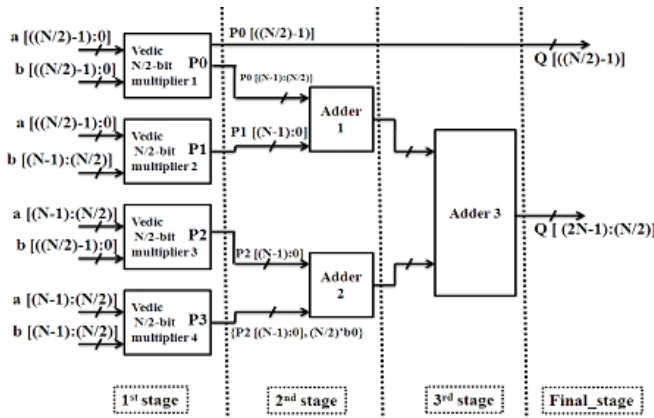 a [((N/2)-1):0]
b [((N/2)-1):0]
Vedic
N/2-bit
multiplier 1
P0
P0 [((N/2)-1)]
Q [((N/2)-1)]
P0 [(N-1):(N/2)]
a [((N/2)-1):0]
b [(N-1):(N/2)]
Vedic
N/2-bit
multiplier 2
P1
P1 [(N-1):0]
Adder
1
Adder 3
Q [ (2N-1):(N/2)]
a [(N-1):(N/2)]
b [((N/2)-1):0]
Vedic
N/2-bit
multiplier 3
P2
P2 [(N-1):0]
Adder
2
a [(N-1):(N/2)]
b [(N-1):(N/2)]
Vedic
N/2-bit
multiplier 4
P3
{P2 [(N-1):0],(N/2)'b0}
1st stage
2nd stage
3rd stage
Final_stage